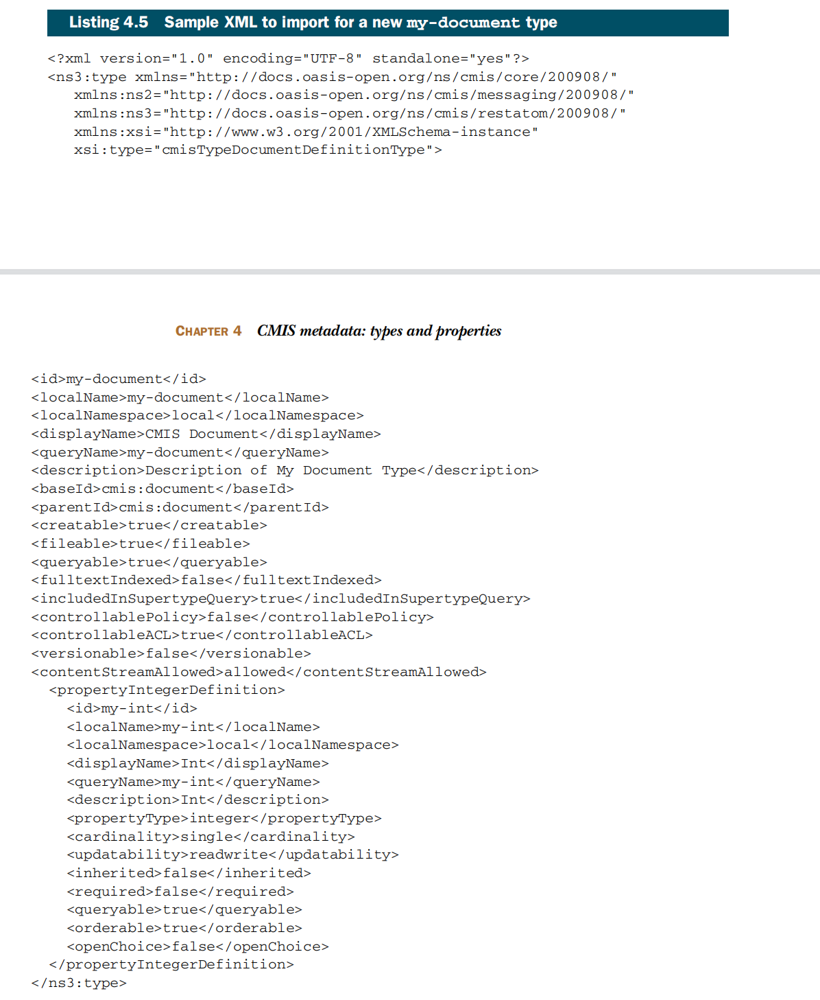 Listing 4.5 Sample XML to import for a new my-document type
<?xml version="1.0" encoding="UTF-8" standalone="yes"?>
<ns3:type xmlns="http://docs.oasis-open.org/ns/cmis/core/200908/"
xmlns:ns2="http://docs.oasis-open.org/ns/cmis/messaging/200908/"
xmlns:ns3="http://docs.oasis-open.org/ns/cmis/restatom/200908/"
xmlns:xsi="http://www.w3.org/2001/XMLSchema-instance"
xsi:type="cmisTypeDocumentDefinitionType">
CHAPTER 4 CMIS metadata: types and properties
<id>my-document</id>
<localName>my-document</localName>
<localNamespace>local</localNamespace>
<displayName>CMIS Document</displayName>
<queryName>my-document</queryName>
<description>Description of My Document Type</description>
<baseId>cmis:document</baseId>
<parentId>cmis:document</parentId>
<creatable>true</creatable>
<fileable>true</fileable>
<queryable>true</queryable>
<fulltextIndexed>false</fulltextIndexed>
<includedInSupertypeQuery>true</includedInSupertypeQuery>
<controllablePolicy>false</controllablePolicy>
<controllableACL>true</controllableACL>
<versionable>false</versionable>
<contentStreamAllowed>allowed</contentStreamAllowed>
<propertyIntegerDefinition>
<id>my-int</id>
<localName>my-int</localName>
<localNamespace>local</localNamespace>
<displayName>Int</displayName>
<queryName>my-int</queryName>
<description>Int</description>
<propertyType>integer</propertyType>
<cardinality>single</cardinality>
<updatability>readwrite</updatability>
<inherited>false</inherited>
<required>false</required>
<queryable>true</queryable>
<orderable>true</orderable>
<openChoice>false</openChoice>
</propertyIntegerDefinition>
</ns3:type>